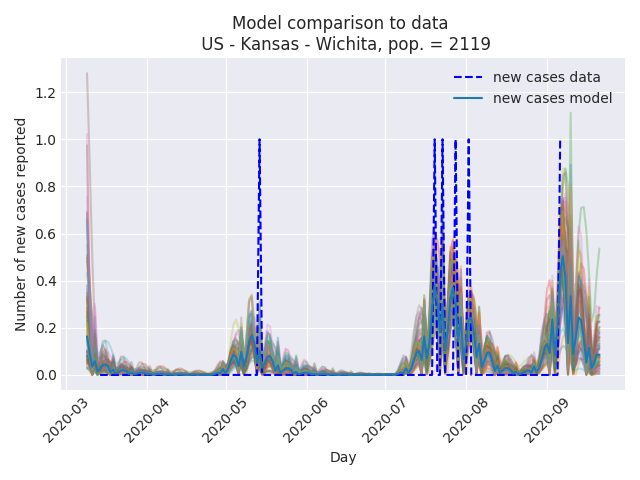 Model comparison to data
US - Kansas - Wichita, pop. = 2119
new cases data
new cases model
Number of new cases reported
1.2
1.0
0.8
0.6
0.4
0.2
0.0
2020-03
2020-04
2020-05
2020-06
2020-07
2020-08
2020-09
Day